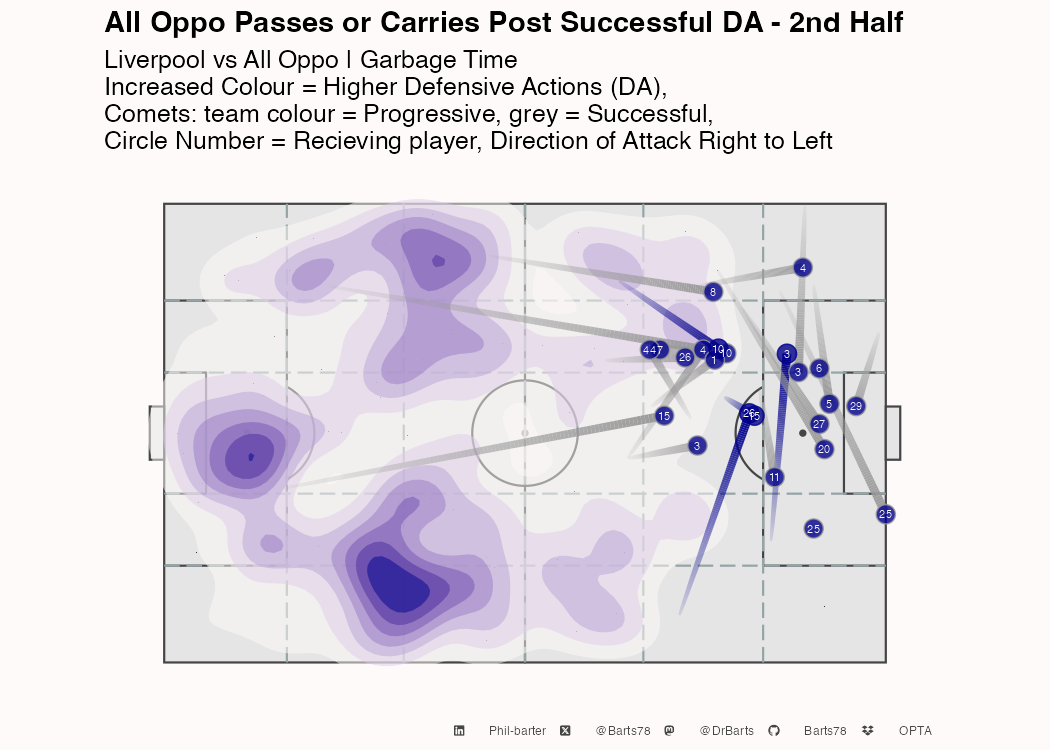 All Oppo Passes or Carries Post Successful DA - 2nd Half
Liverpool vs All Oppo | Garbage Time
Increased Colour = Higher Defensive Actions (DA),
Comets: team colour = Progressive, grey = Successful,
Circle Number = Recieving player, Direction of Attack Right to Left
4
8
44 7 4 10 10
26 1
3
3 6
15 26 15 5 29
27
3 20
11
25
25
Phil-barter @Barts78 @DrBarts Barts78 OPTA